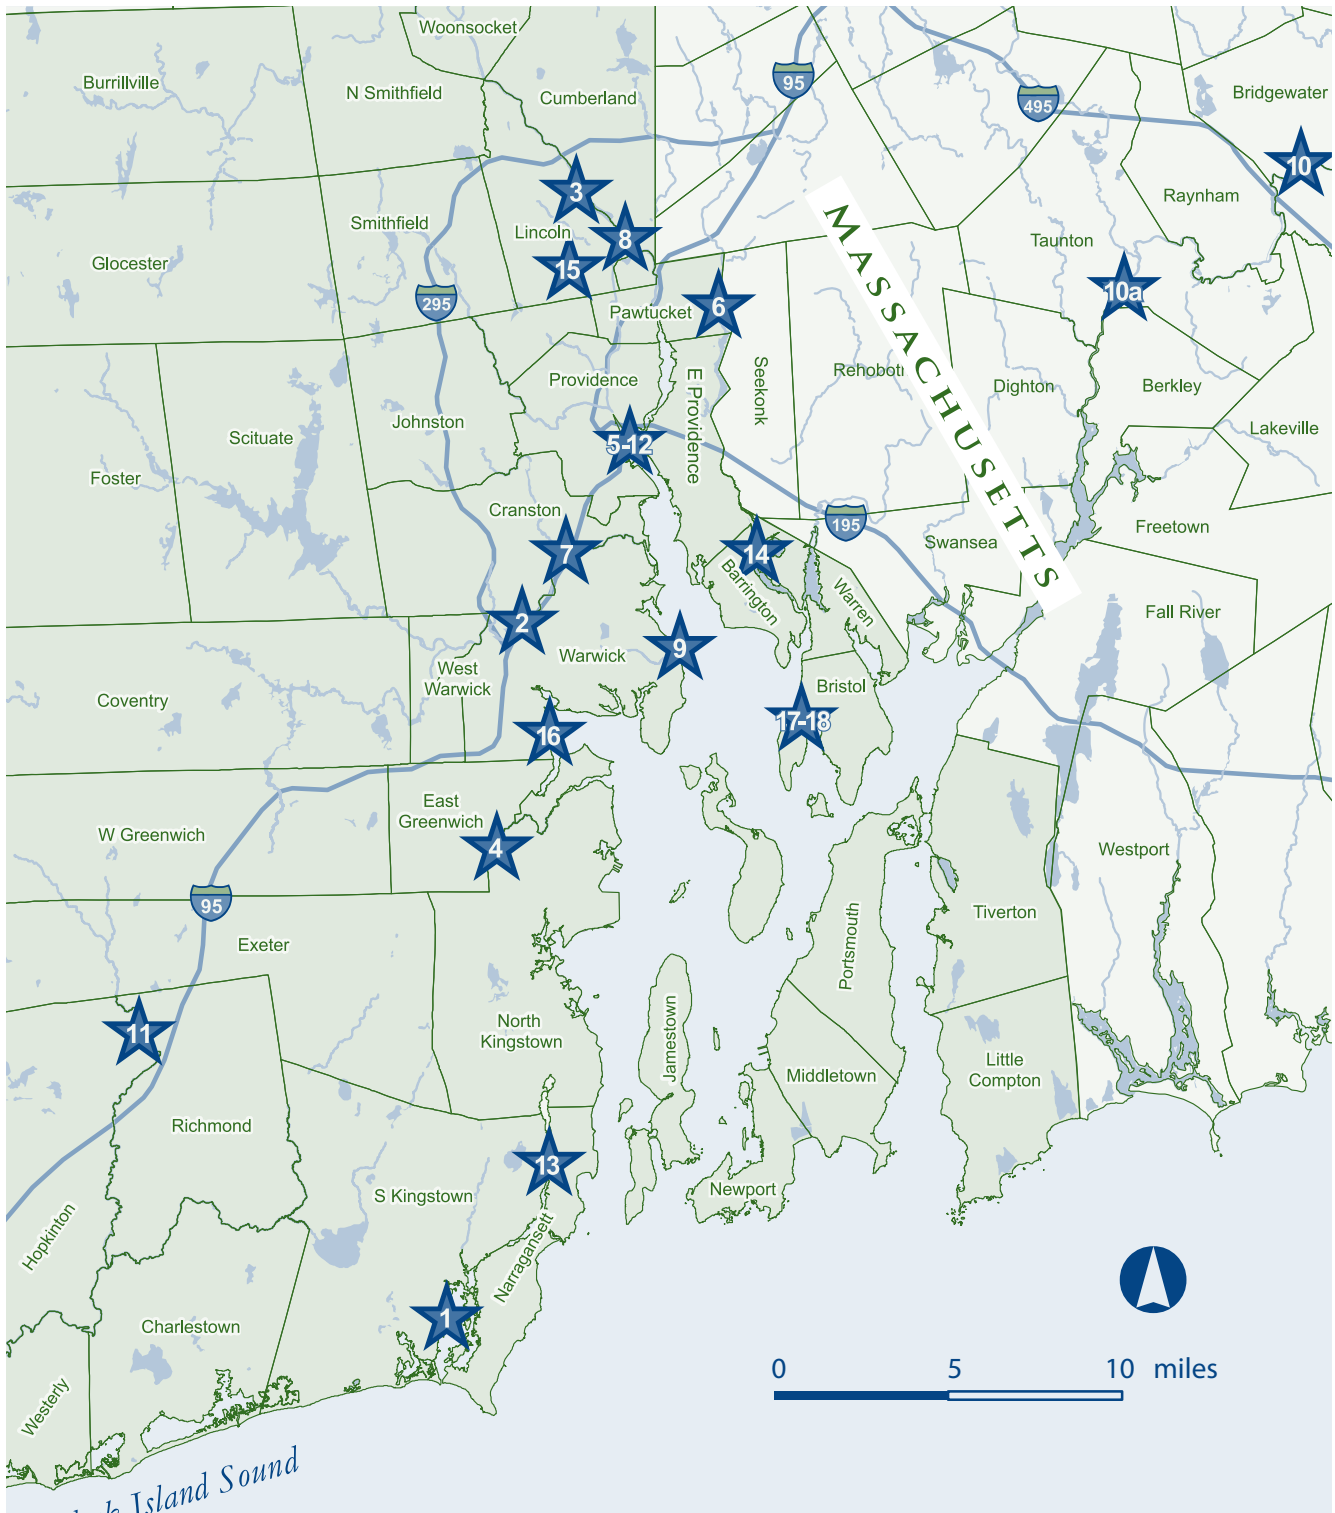 Woonsocket
Burrillville
N Smithfield
Cumberland
95
495
Bridgewater
10
3
Raynham
Smithfield
Lincoln
8
Taunton
MASSACHUSETTS
Glocester
15
10a
295
Pawtucket
6
Providence
E Providence
Seekonk
Rehobot
Dighton
Berkley
Johnston
Scituate
5-12
Lakeville
Foster
Cranston
195
Freetown
Swansea
7
14
Barrington
Warren
Fall River
2
Warwick
9
West
Warwick
Coventry
Bristol
17-18
16
East
Greenwich
W Greenwich
4
Westport
95
Tiverton
Exeter
Portsmouth
North
Kingstown
11
Jamestown
Middletown
Little
Compton
Richmond
13
S Kingstown
Newport
Hopkinton
Narragansett
1
Charlestown
0 5 10 miles
Westerly
Island Sound